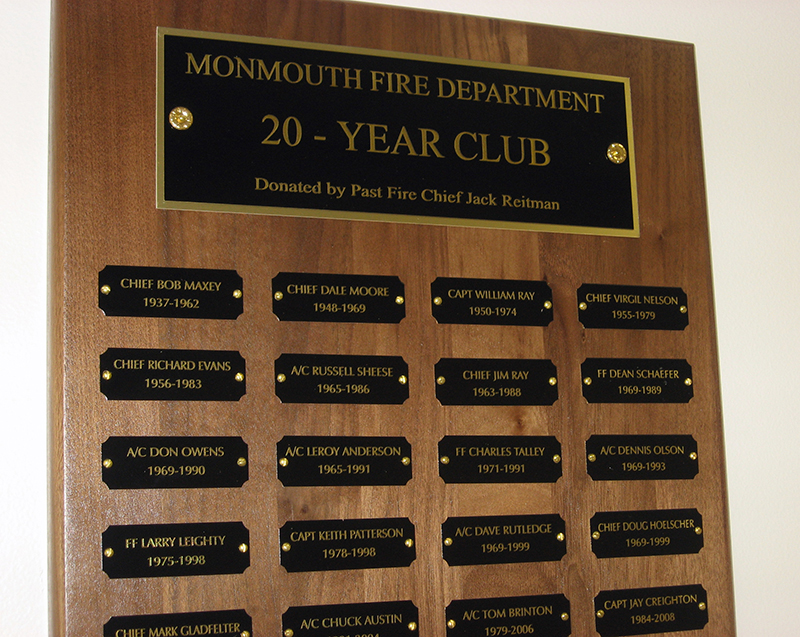 MONMOUTH FIRE DEPARTMENT
20 - YEAR CLUB
Donated by Past Fire Chief Jack Reitman
CHIEF BOB MAXEY
1937-1962
CHIEF DALE MOORE
1948-1969
CAPT WILLIAM RAY
1950-1974
CHIEF VIRGIL NELSON
1955-1979
CHIEF RICHARD EVANS
1956-1983
A/C RUSSELL SHEESE
1965-1986
CHIEF JIM RAY
1963-1988
FF DEAN SCHAEFER
1969-1989
A/C DON OWENS
1969-1990
A/C LEROY ANDERSON
1965-1991
FF CHARLES TALLEY
1971-1991
A/C DENNIS OLSON
1969-1993
FF LARRY LEIGHTY
1975-1998
CAPT KEITH PATTERSON
1978-1998
A/C DAVE RUTLEDGE
1969-1999
CHIEF DOUG HOELSCHER
1969-1999
CHIEF MARK GLADFELTER
A/C CHUCK AUSTIN
A/C TOM BRINTON
1979-2006
CAPT JAY CREIGHTON
1984-2008